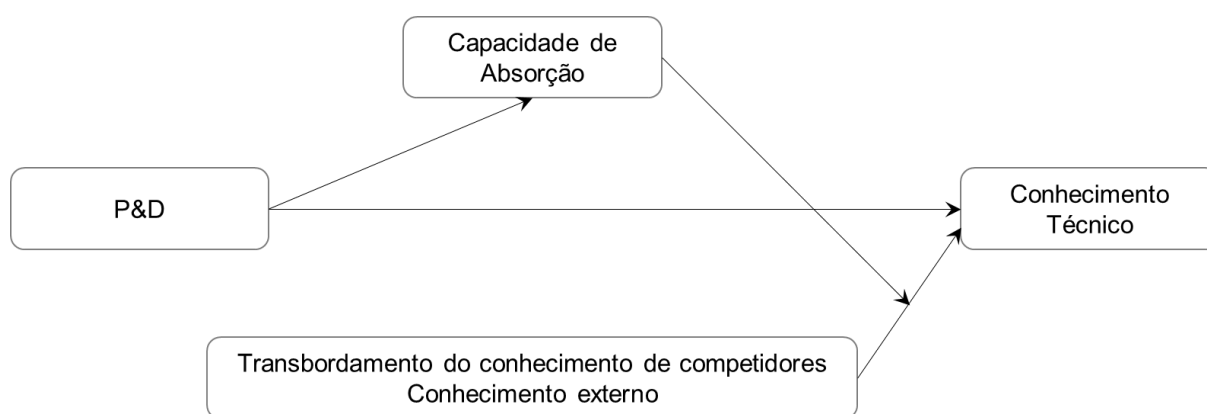 Capacidade de
Absorção
P&D
Conhecimento
Técnico
Transbordamento do conhecimento de competidores
Conhecimento externo